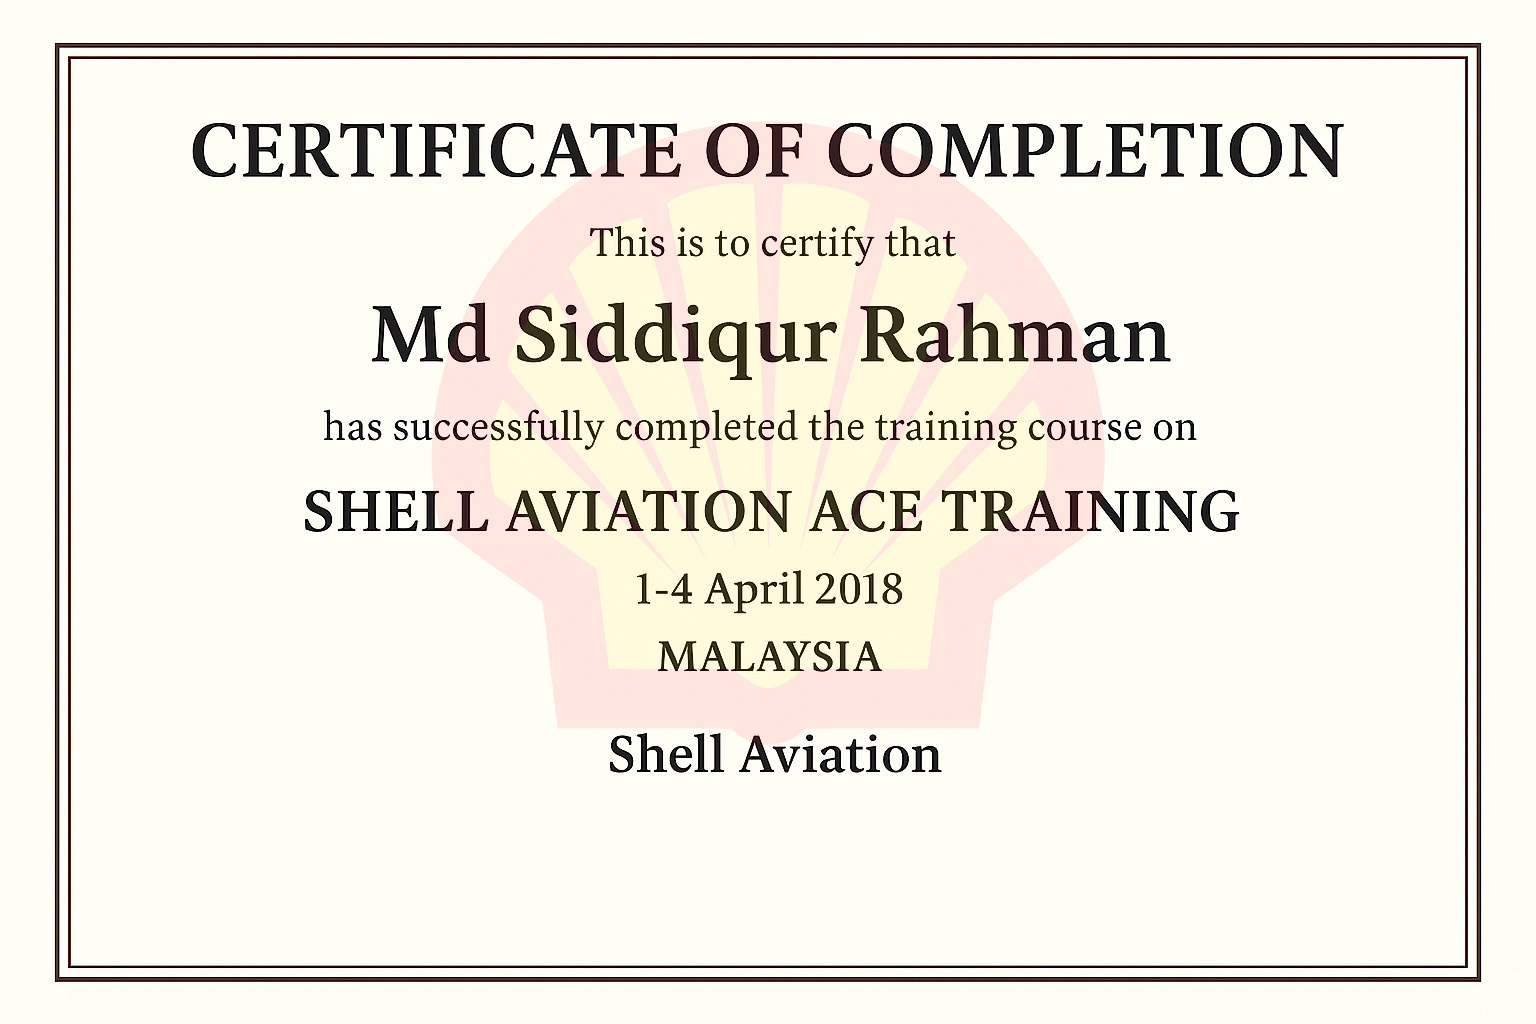 CERTIFICATE OF COMPLETION
This is to certify that
Md Siddiqur Rahman
has successfully completed the training course on
SHELL AVIATION ACE TRAINING
1-4 April 2018
MALAYSIA
Shell Aviation